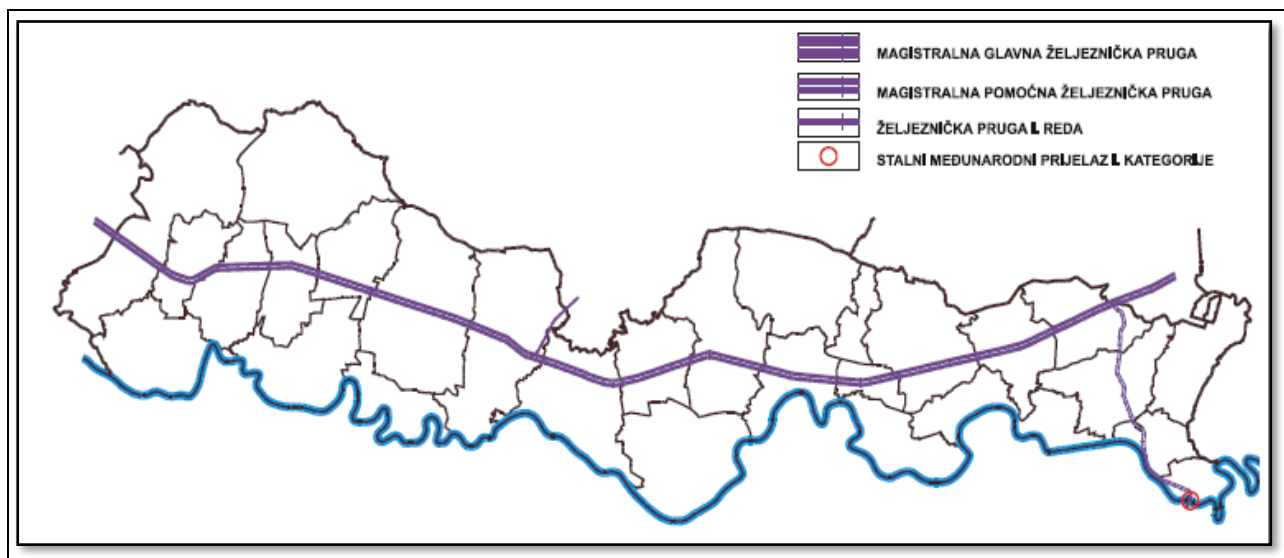 MAGISTRALNA GLAVNA ŽELJEZNIČKA PRUGA
MAGISTRALNA POMOĆNA ŽELJEZNIČKA PRUGA
ŽELJEZNIČKA PRUGA I. REDA
STALNI MEĐUNARODNI PRIJELAZ I. KATEGORIJE